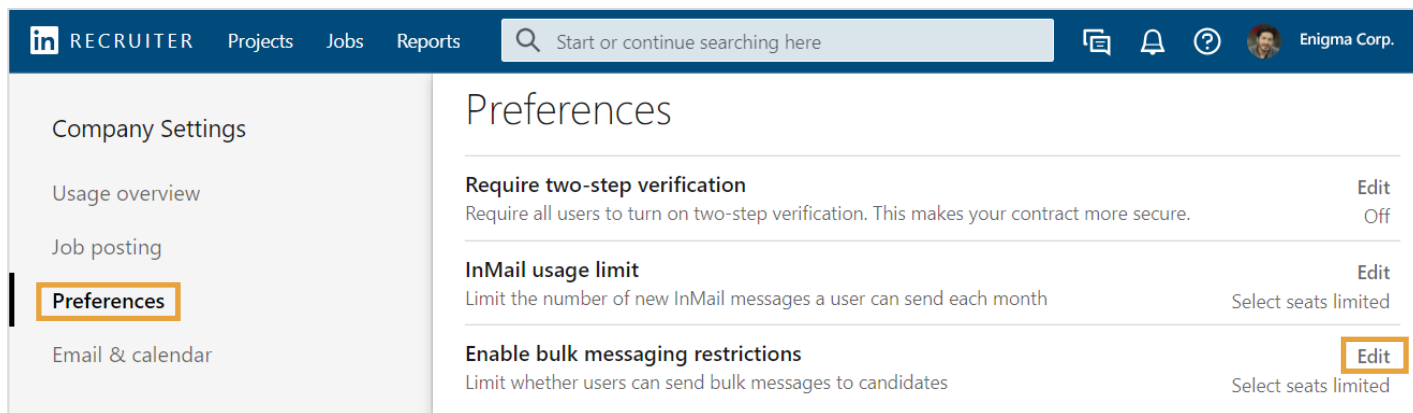 in RECRUITER Projects Jobs Reports Start or continue searching here Enigma Corp.
Company Settings
Usage overview
Job posting
Preferences
Email & calendar
Preferences
Require two-step verification Edit
Require all users to turn on two-step verification. This makes your contract more secure. Off
InMail usage limit Edit
Limit the number of new InMail messages a user can send each month Select seats limited
Enable bulk messaging restrictions Edit
Limit whether users can send bulk messages to candidates Select seats limited